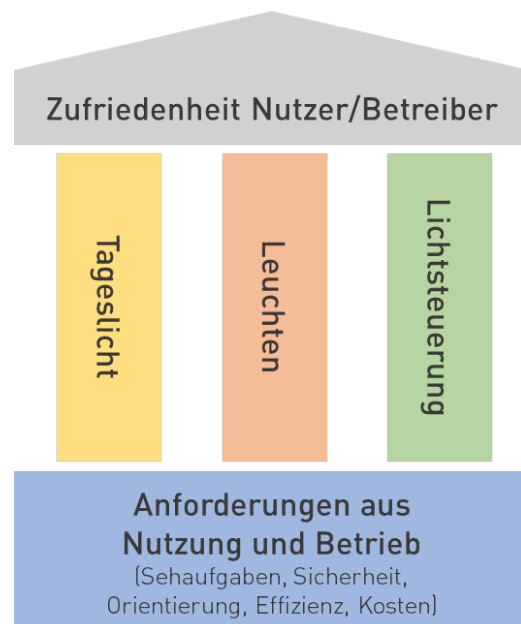 Zufriedenheit Nutzer/Betreiber
Tageslicht
Leuchten
Lichtsteuerung
Anforderungen aus
Nutzung und Betrieb
(Sehaufgaben, Sicherheit,
Orientierung, Effizienz, Kosten)